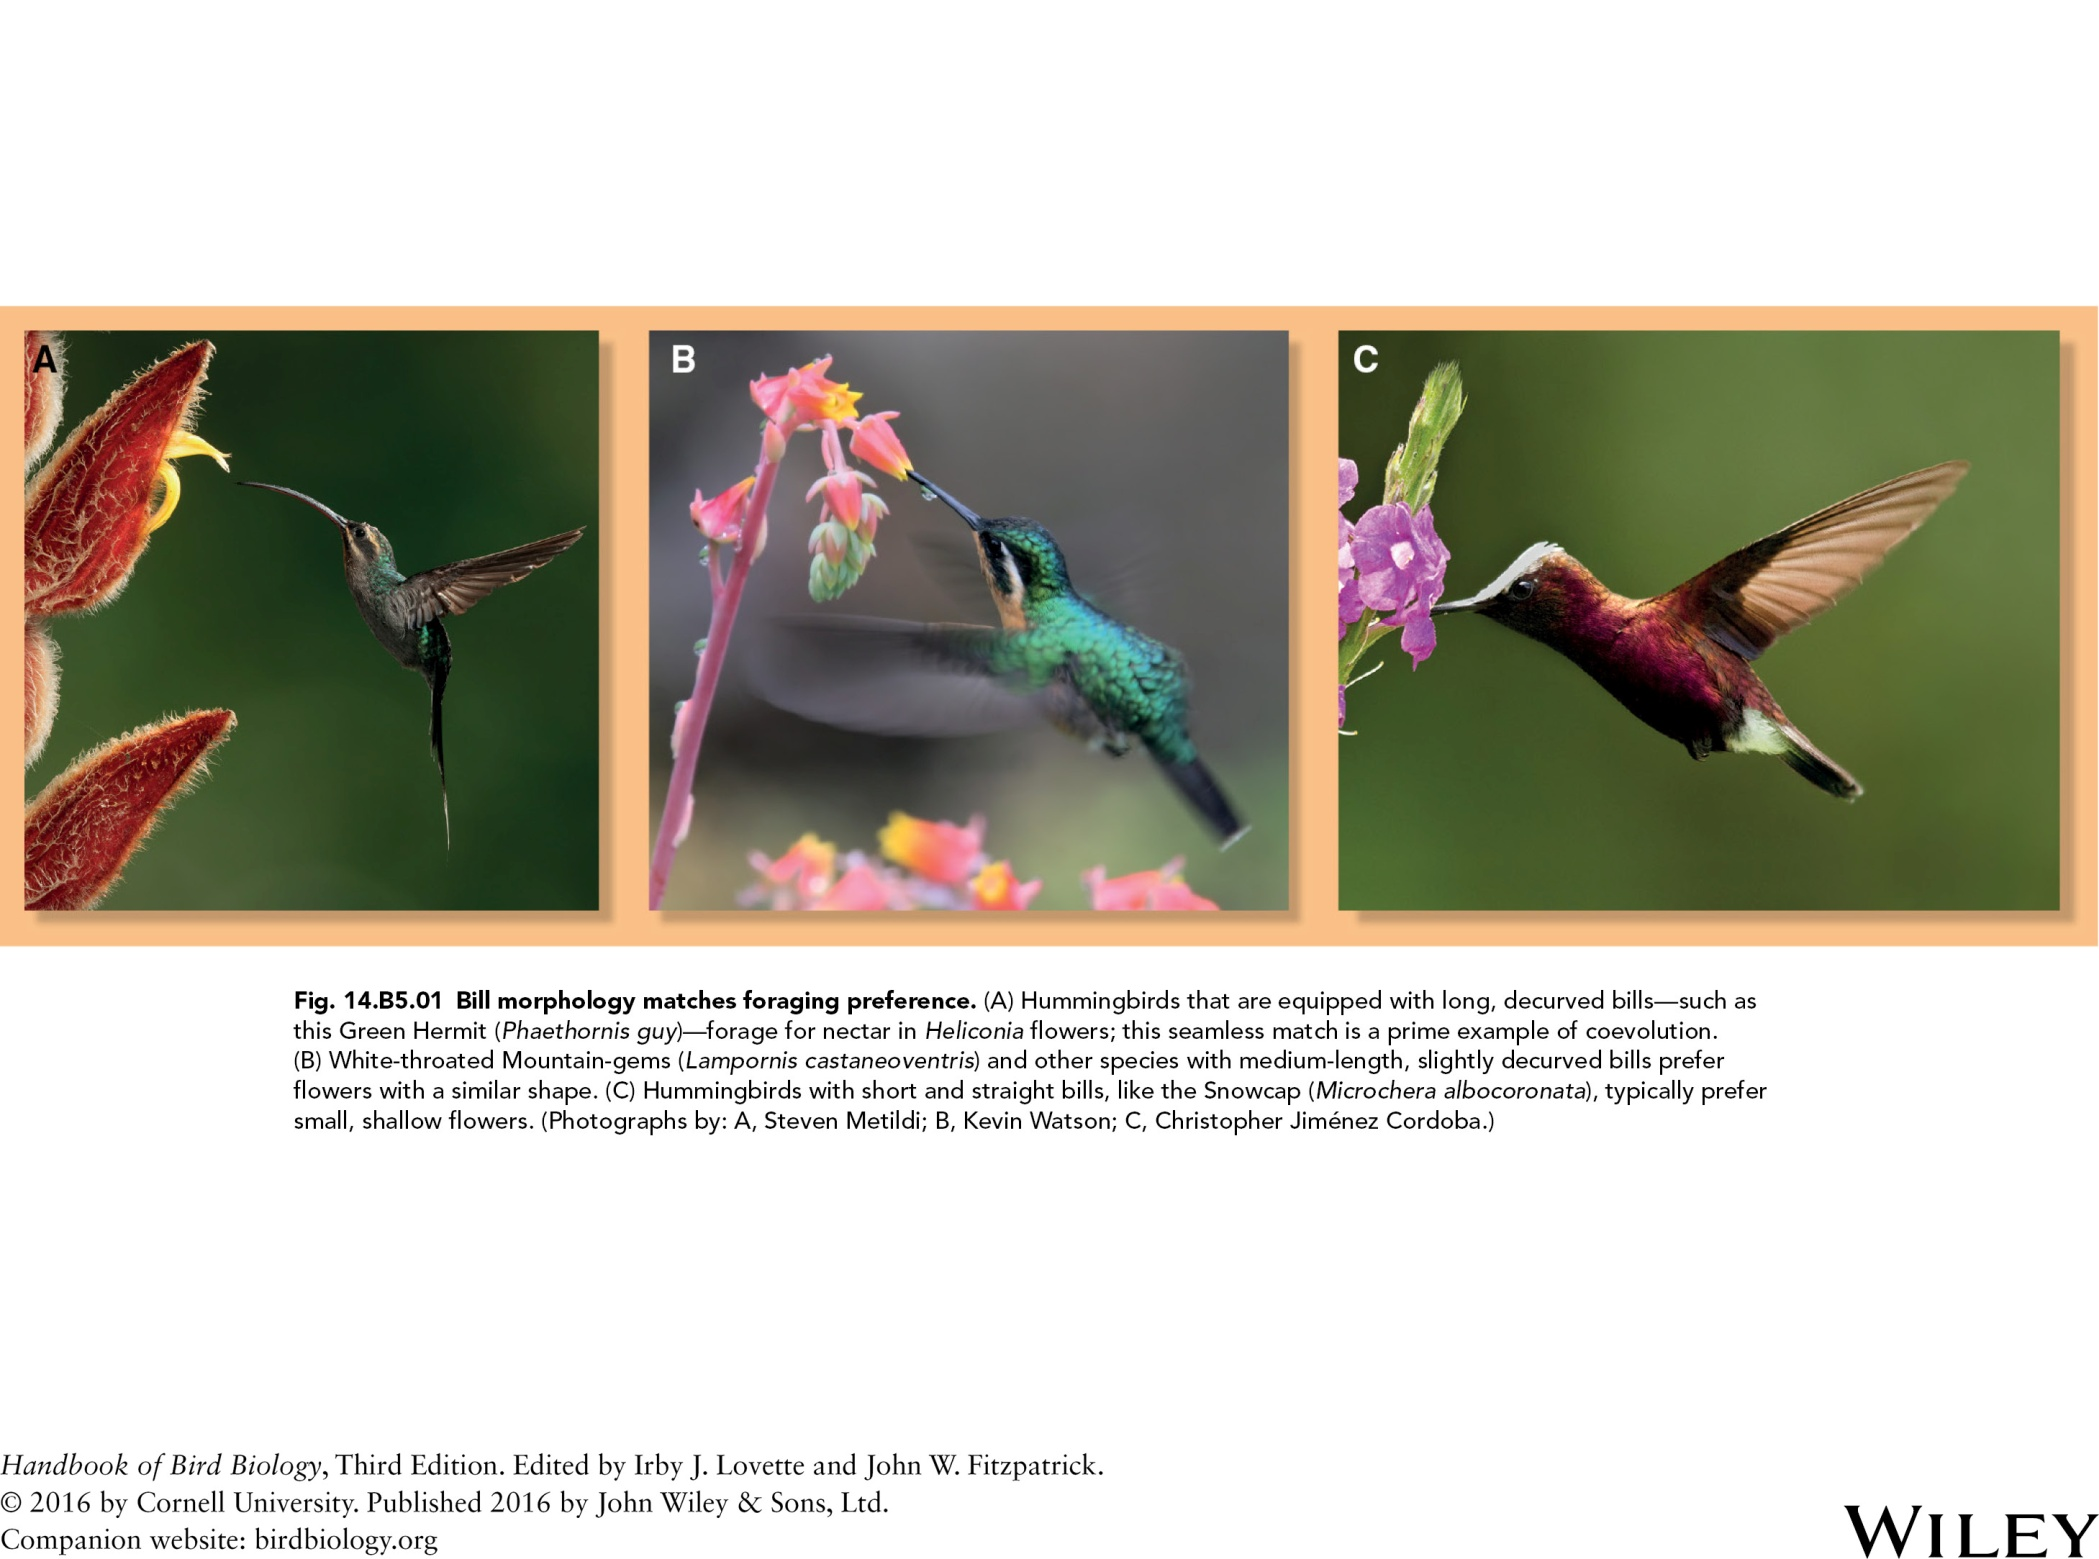 A
B
C
Fig. 14.B5.01 Bill morphology matches foraging preference. (A) Hummingbirds that are equipped with long, decurved bills—such as
this Green Hermit (Phaethornis guy)—forage for nectar in Heliconia flowers; this seamless match is a prime example of coevolution.
(B) White-throated Mountain-gems (Lampornis castaneoventris) and other species with medium-length, slightly decurved bills prefer
flowers with a similar shape. (C) Hummingbirds with short and straight bills, like the Snowcap (Microchera albocoronata), typically prefer
small, shallow flowers. (Photographs by: A, Steven Metildi; B, Kevin Watson; C, Christopher Jiménez Cordoba.)
Handbook of Bird Biology, Third Edition. Edited by Irby J. Lovette and John W. Fitzpatrick.
© 2016 by Cornell University. Published 2016 by John Wiley & Sons, Ltd.
Companion website: birdbiology.org
WILEY